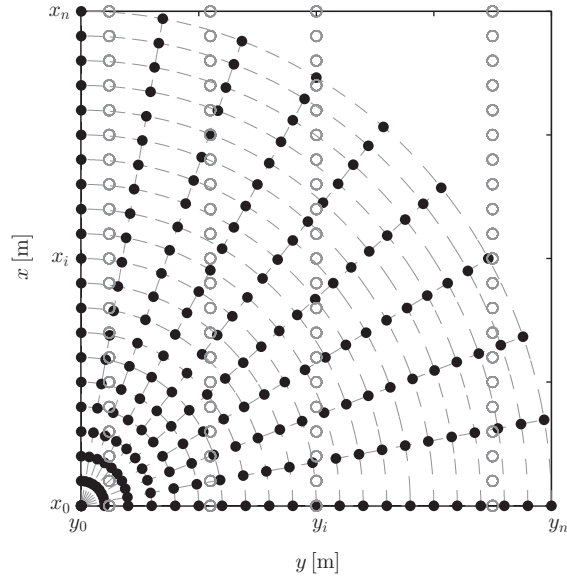 x_n
x_i
x [m]
x_0
y_0 y_i y_n
y [m]